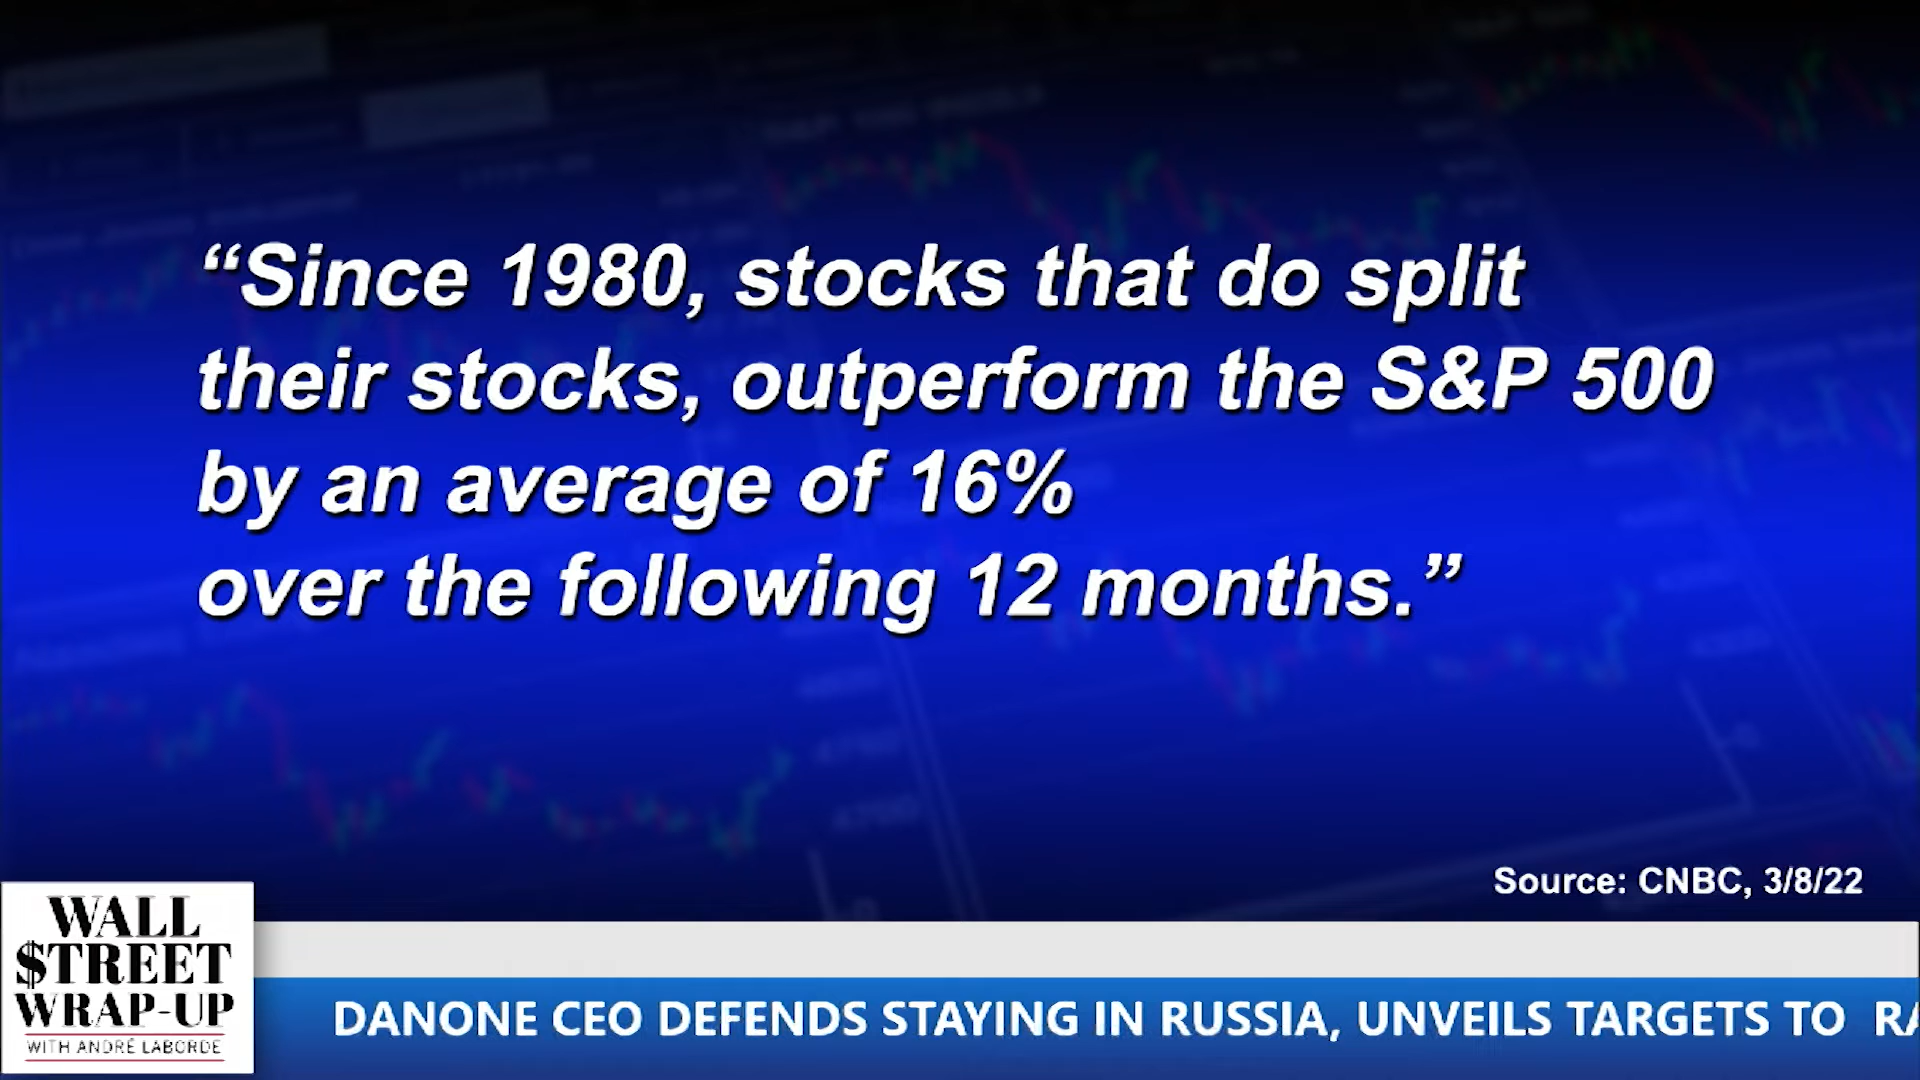 “Since 1980, stocks that do split
their stocks, outperform the S&P 500
by an average of 16%
over the following 12 months.”
Source: CNBC, 3/8/22
WALL
$TREET
WRAP-UP
WITH ANDRÉ LABORDE
DANONE CEO DEFENDS STAYING IN RUSSIA, UNVEILS TARGETS TO